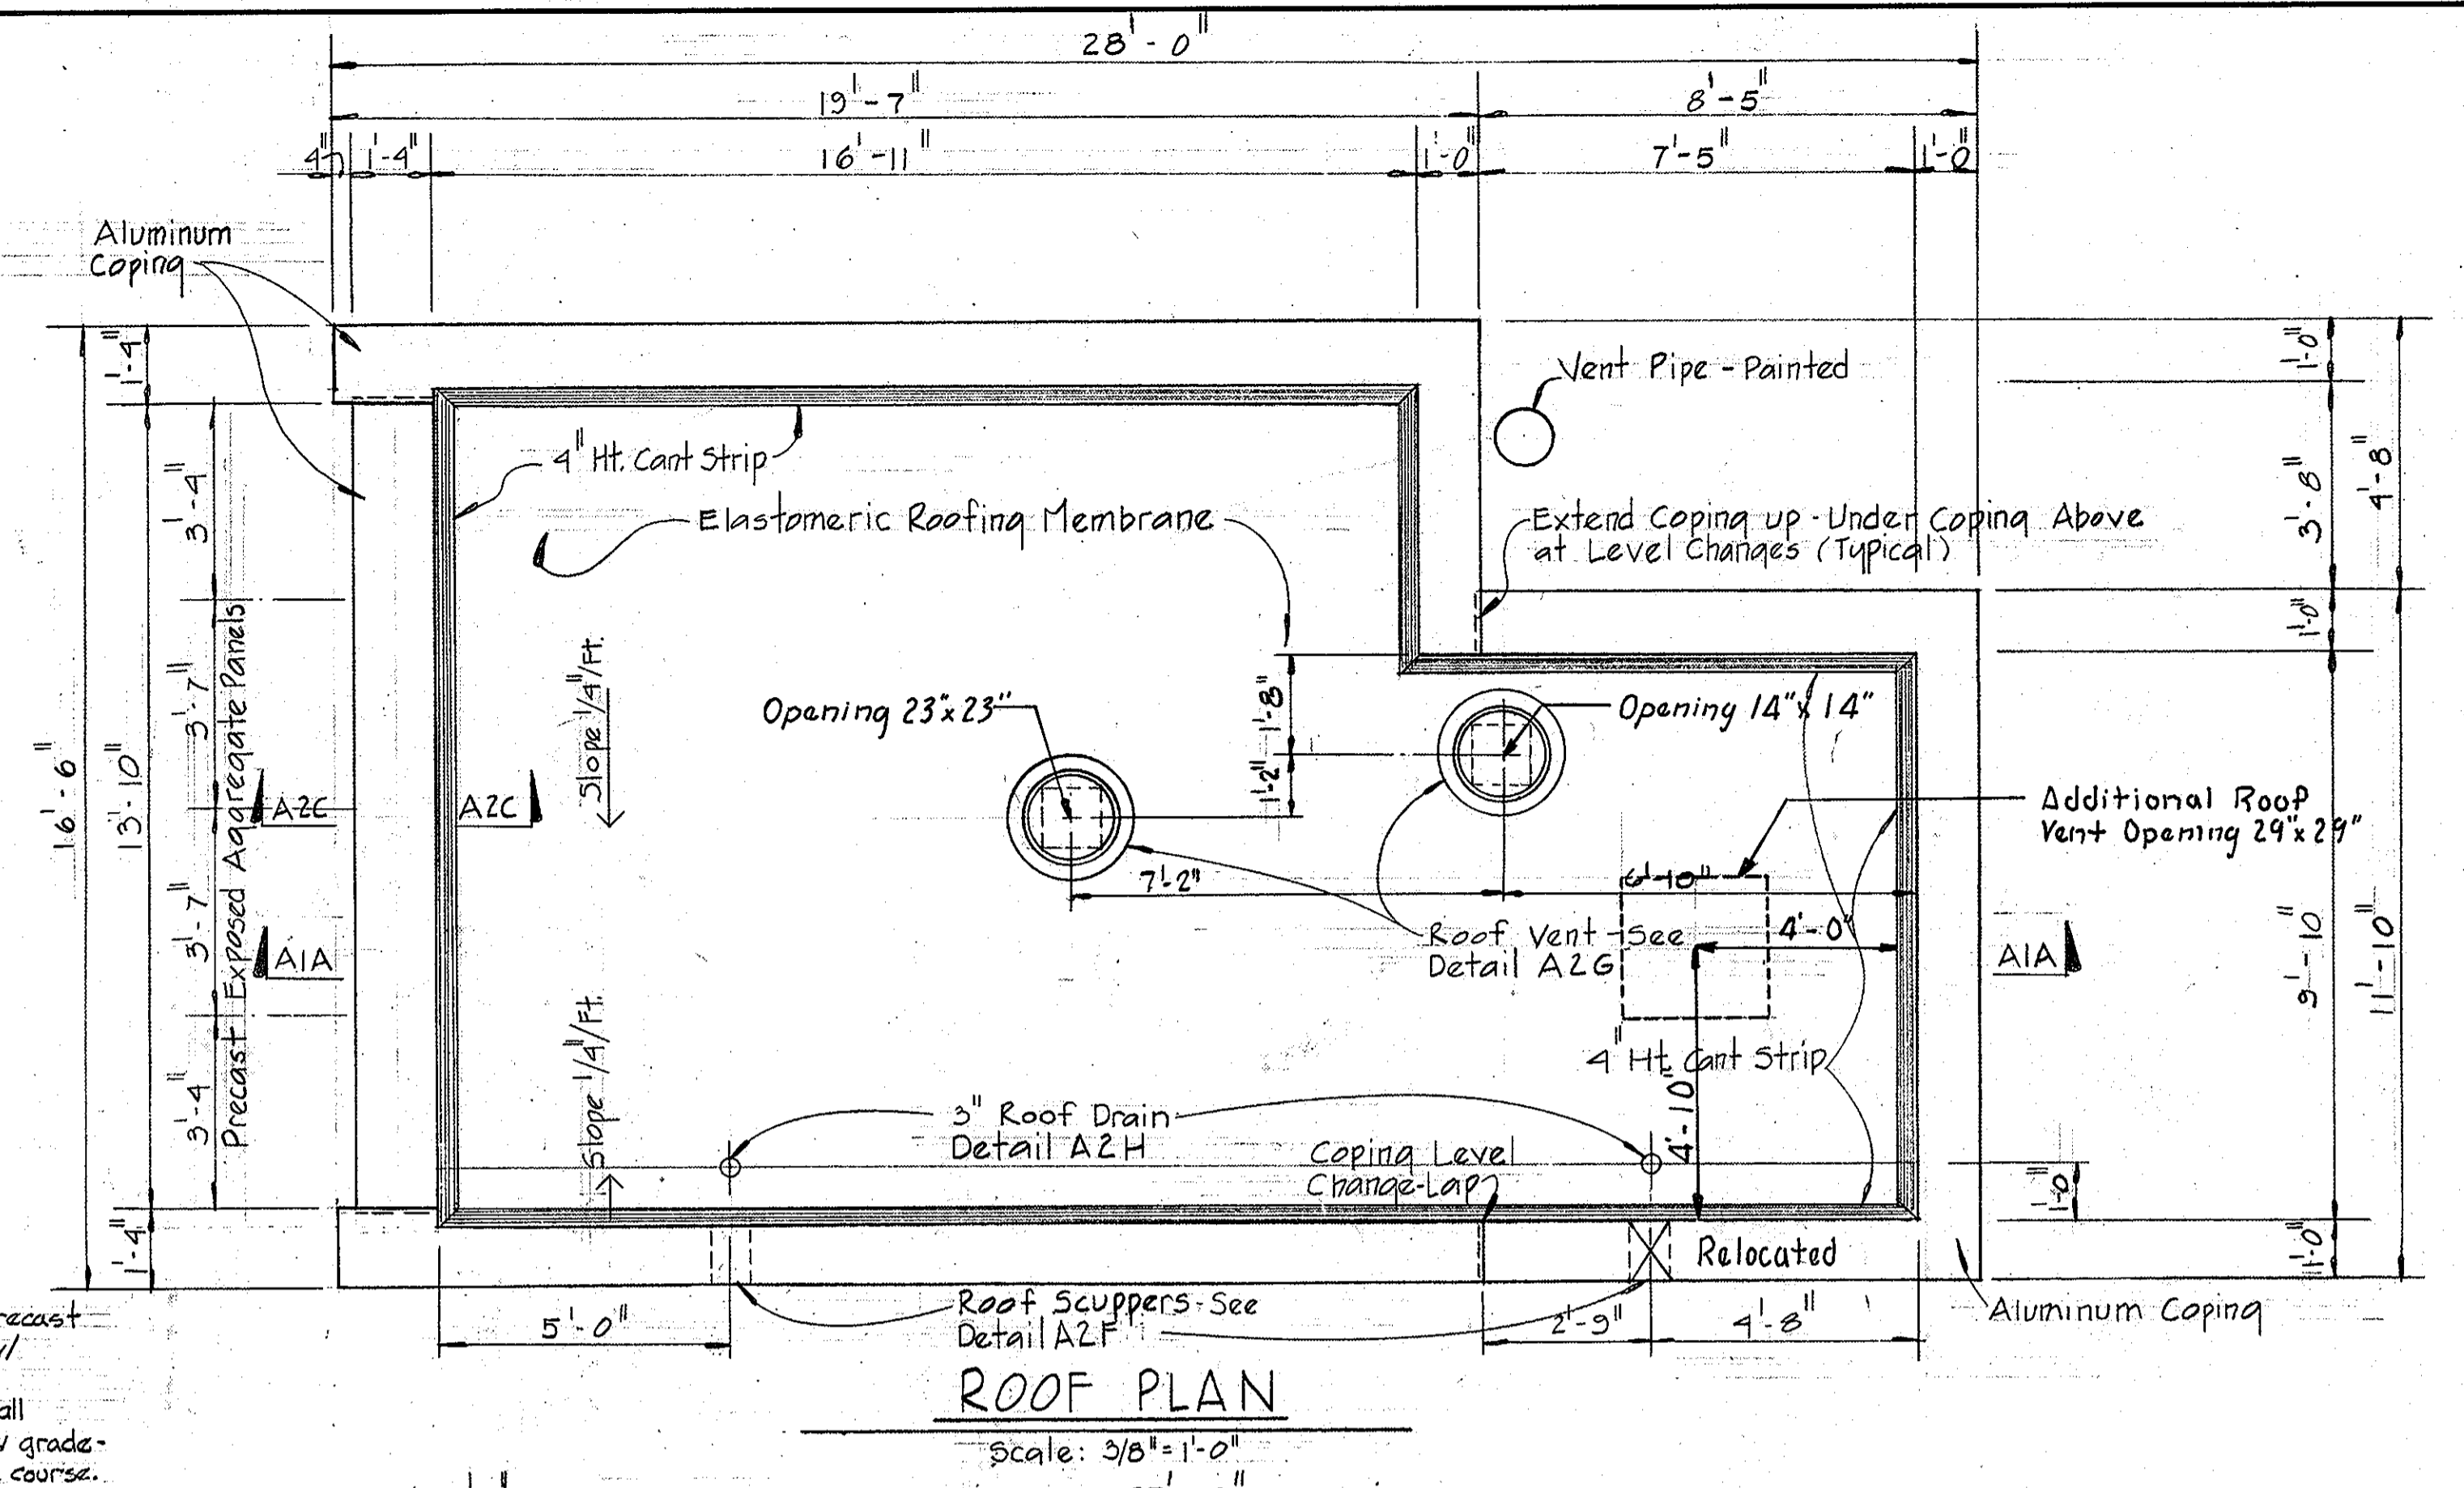 28'-0"
19'-7"
8'-5"
4"
1'-4"
16'-11"
1'-0"
7'-5"
1'-0
Aluminum
Coping
1'-4"
1'-0"
Vent Pipe - Painted
4" Ht. Cant Strip
3'-4"
3'-8"
4'-8"
Elastomeric Roofing Membrane
Extend Coping up - Under Coping Above
at Level Changes (Typical)
1'-0"
Slope 1/4"/Ft.
3'-7"
Precast Exposed Aggregate Panels
Opening 23"x23"
1'-8"
Opening 14"x14"
1'-2"
16'-6"
13'-10"
A2C
A2C
Additional Roof
Vent Opening 29"x29"
7'-2"
6'-10"
3'-7"
Roof Vent - See
Detail A2G
4'-0"
A1A
A1A
9'-10"
11'-10"
Slope 1/4"/Ft.
4" Ht. Cant Strip
3'-4"
3" Roof Drain
Detail A2H
4'-10"
Coping Level
Change-Lap
1'-0
1'-4"
Relocated
1'-0"
Roof Scuppers - See
Detail A2F
5'-0"
2'-9"
4'-8"
Aluminum Coping
ROOF PLAN
Scale: 3/8"=1'-0"
grade-
course.